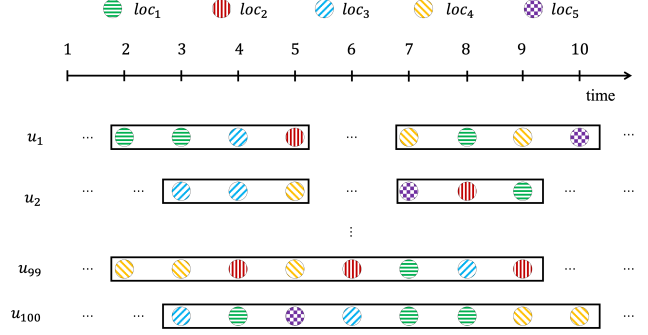 loc₁ loc₂ loc₃ loc₄ loc₅
1 2 3 4 5 6 7 8 9 10
time
u₁ ··· ··· ···
u₂ ··· ··· ··· ··· ···
⋮
u₉₉ ··· ··· ···
u₁₀₀ ··· ··· ···